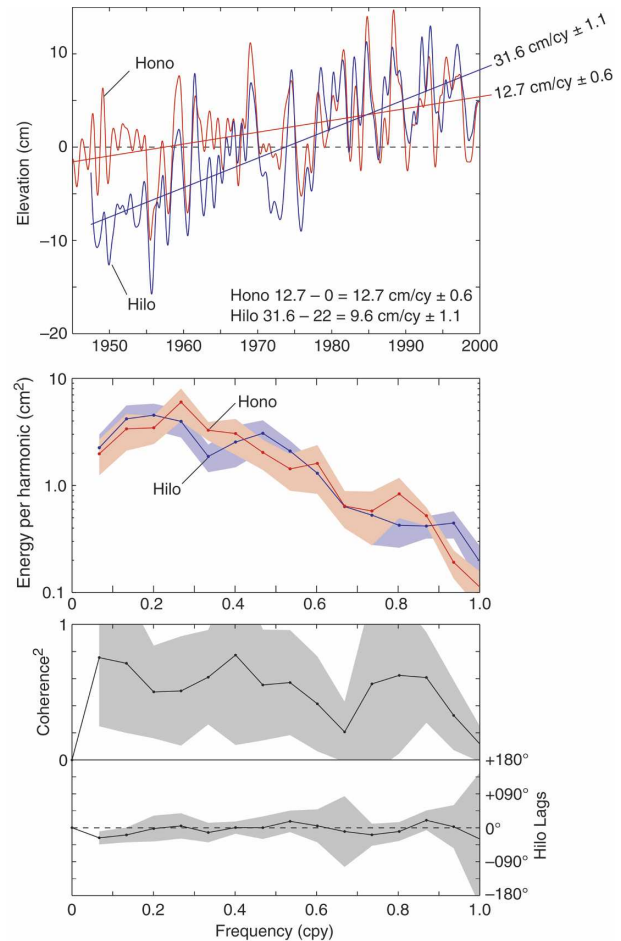 10
0
−10
−20
Elevation (cm)
Hono
Hilo
31.6 cm/cy ± 1.1
12.7 cm/cy ± 0.6
Hono 12.7 − 0 = 12.7 cm/cy ± 0.6
Hilo 31.6 − 22 = 9.6 cm/cy ± 1.1
1950 1960 1970 1980 1990 2000
10
1.0
0.1
Energy per harmonic (cm²)
Hono
Hilo
0 0.2 0.4 0.6 0.8 1.0
1
0
Coherence²
+180°
+090°
0°
−090°
−180°
Hilo Lags
0 0.2 0.4 0.6 0.8 1.0
Frequency (cpy)